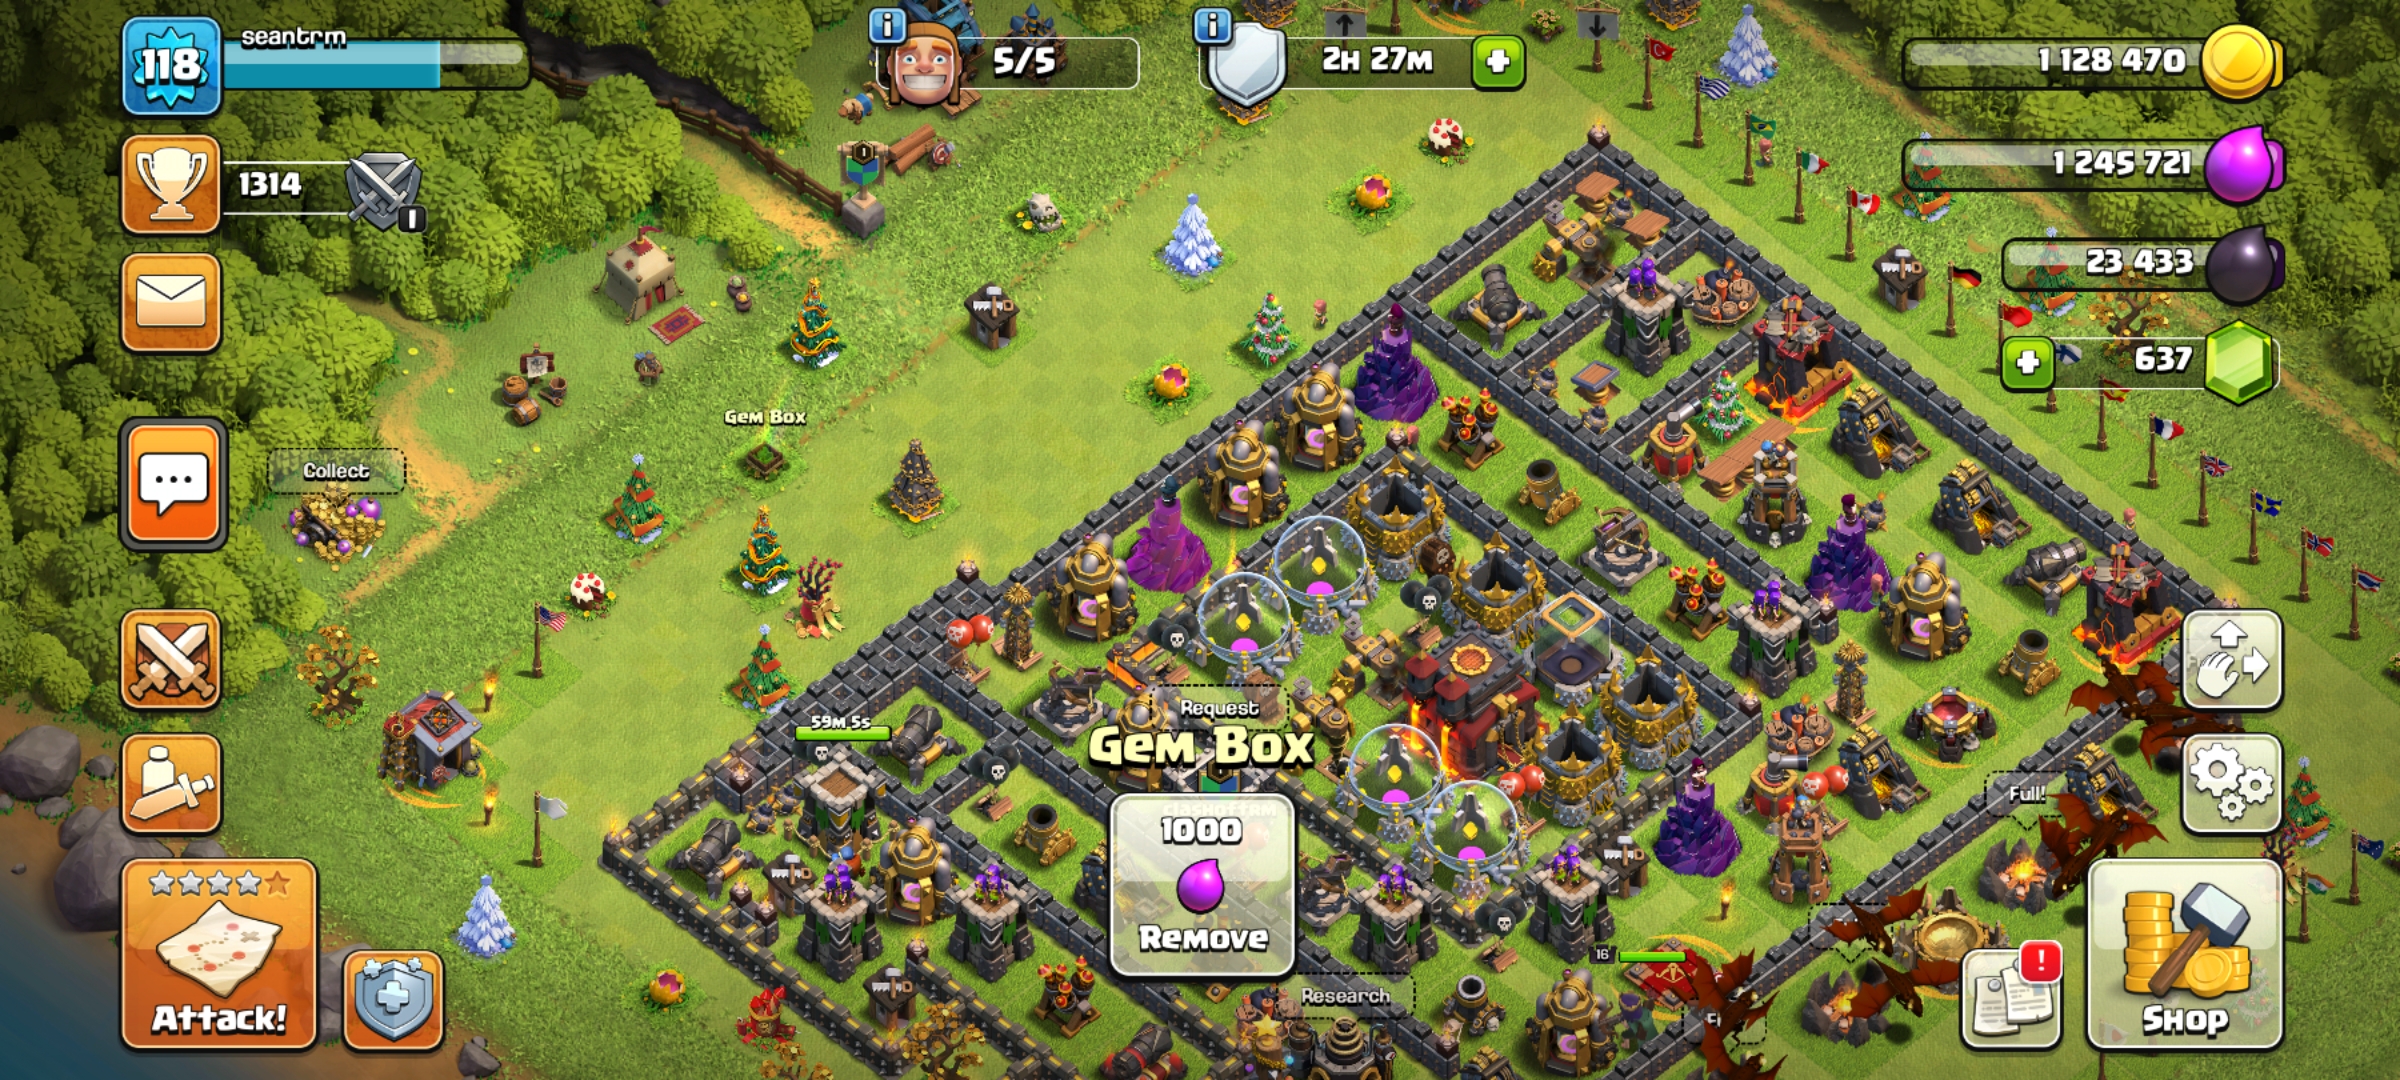 118
seantrm
5/5
2h 27m
1 128 470
1314
I
1 245 721
23 433
637
Gem Box
Collect
Request
59m 5s
Gem Box
clashoffrm
1000
Remove
Full!
16
Research
Attack!
Shop